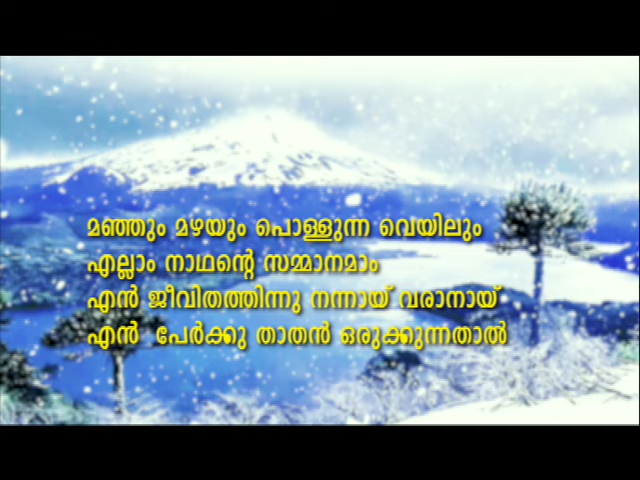 മഞ്ഞും മഴയും പൊള്ളുന്ന വെയിലും
എല്ലാം നാഥന്റെ സമ്മാനമാം
എൻ ജീവിതത്തിന്നു നന്നായ് വരാനായ്
എൻ പേർക്കു താതൻ ഒരുക്കുന്നതാൽ